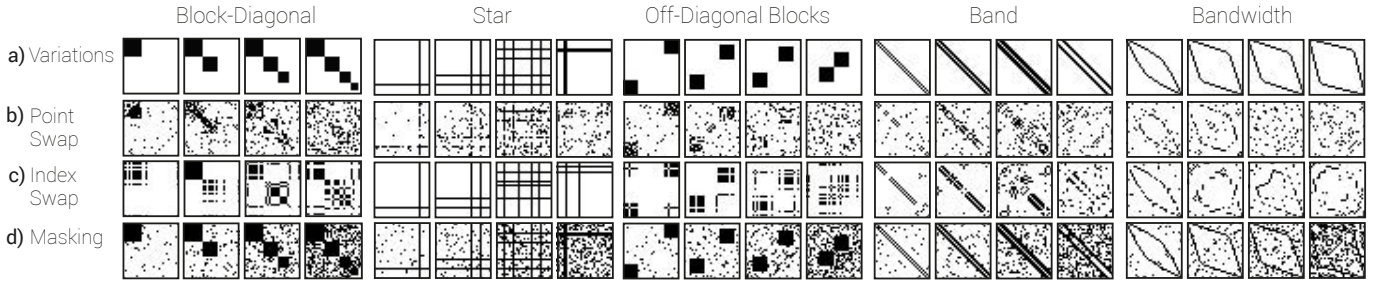 Block-Diagonal Star Off-Diagonal Blocks Band Bandwidth
a) Variations
b) Point
Swap
c) Index
Swap
d) Masking